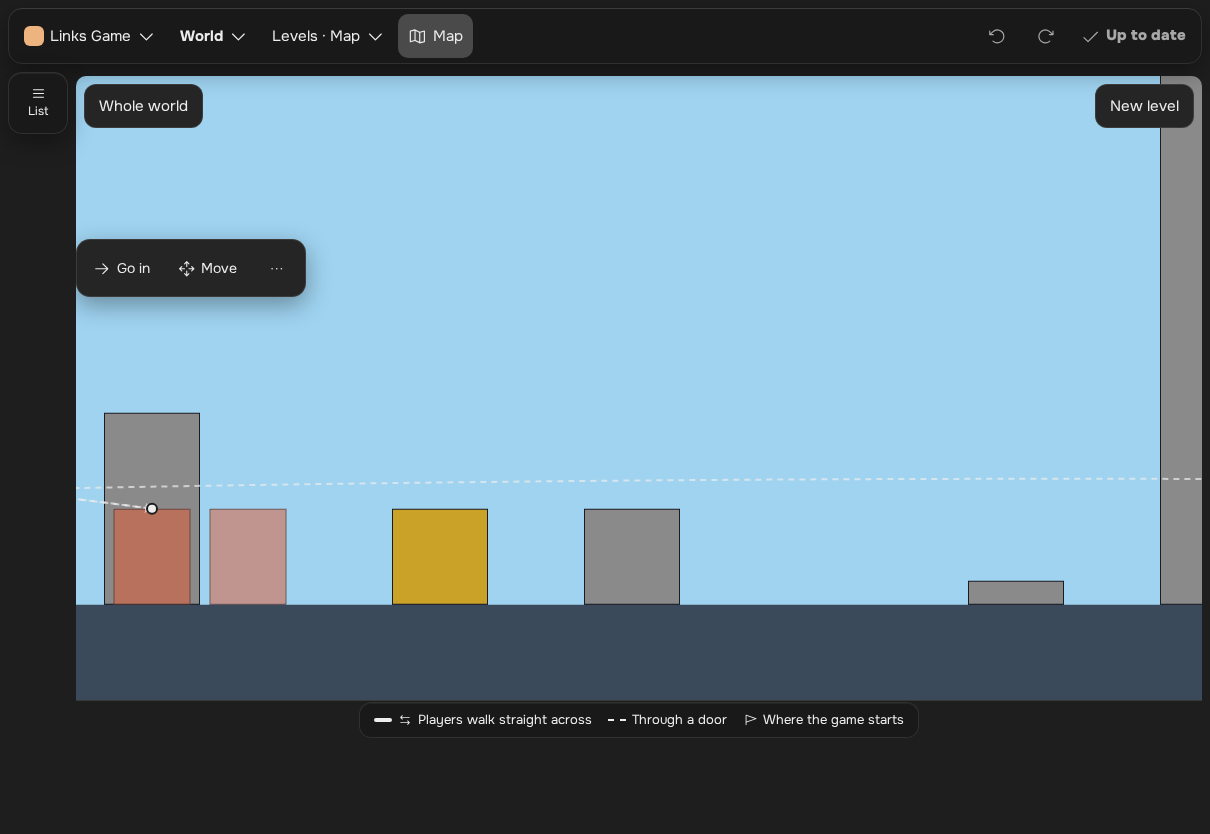 Links Game World Levels · Map Map Up to date
List
Whole world
New level
Go in Move ···
Players walk straight across Through a door Where the game starts